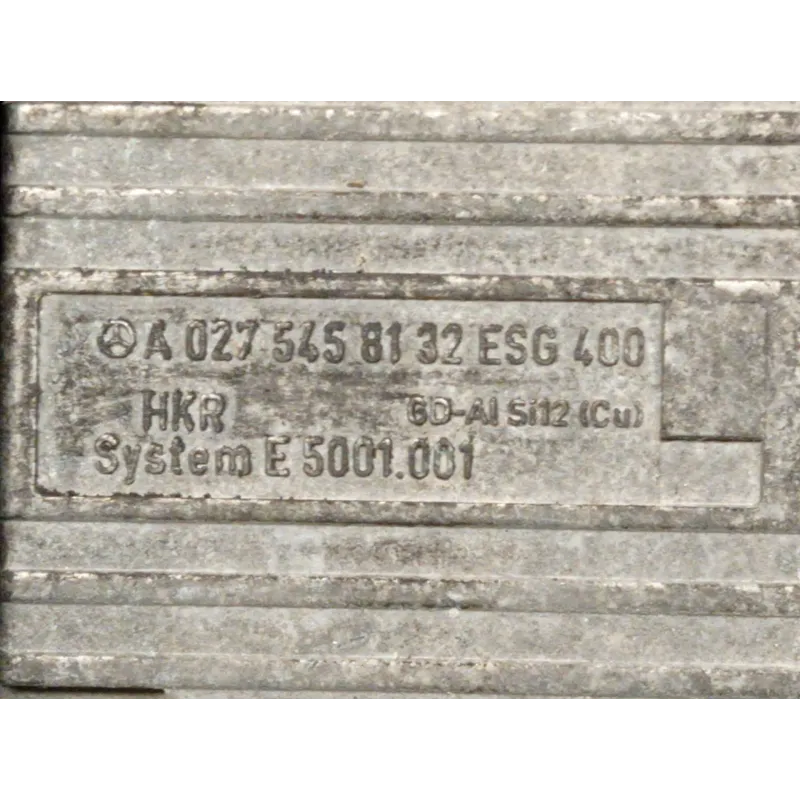 A 027 545 81 32 ESG 400
HKR GD-Al Si12 (Cu)
System E 5001.001